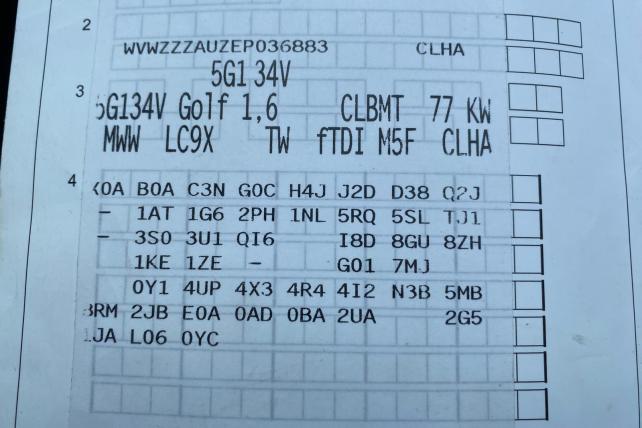 2
WVWZZZAUZEP036883 CLHA
5G1 34V
3
5G134V Golf 1,6 CLBMT 77 KW
MWW LC9X TW fTDI M5F CLHA
4
K0A B0A C3N G0C H4J J2D D38 Q2J
- 1AT 1G6 2PH 1NL 5RQ 5SL TJ1
- 3S0 3U1 QI6 I8D 8GU 8ZH
1KE 1ZE - G01 7MJ
0Y1 4UP 4X3 4R4 4I2 N3B 5MB
8RM 2JB E0A 0AD 0BA 2UA 2G5
1JA L06 0YC